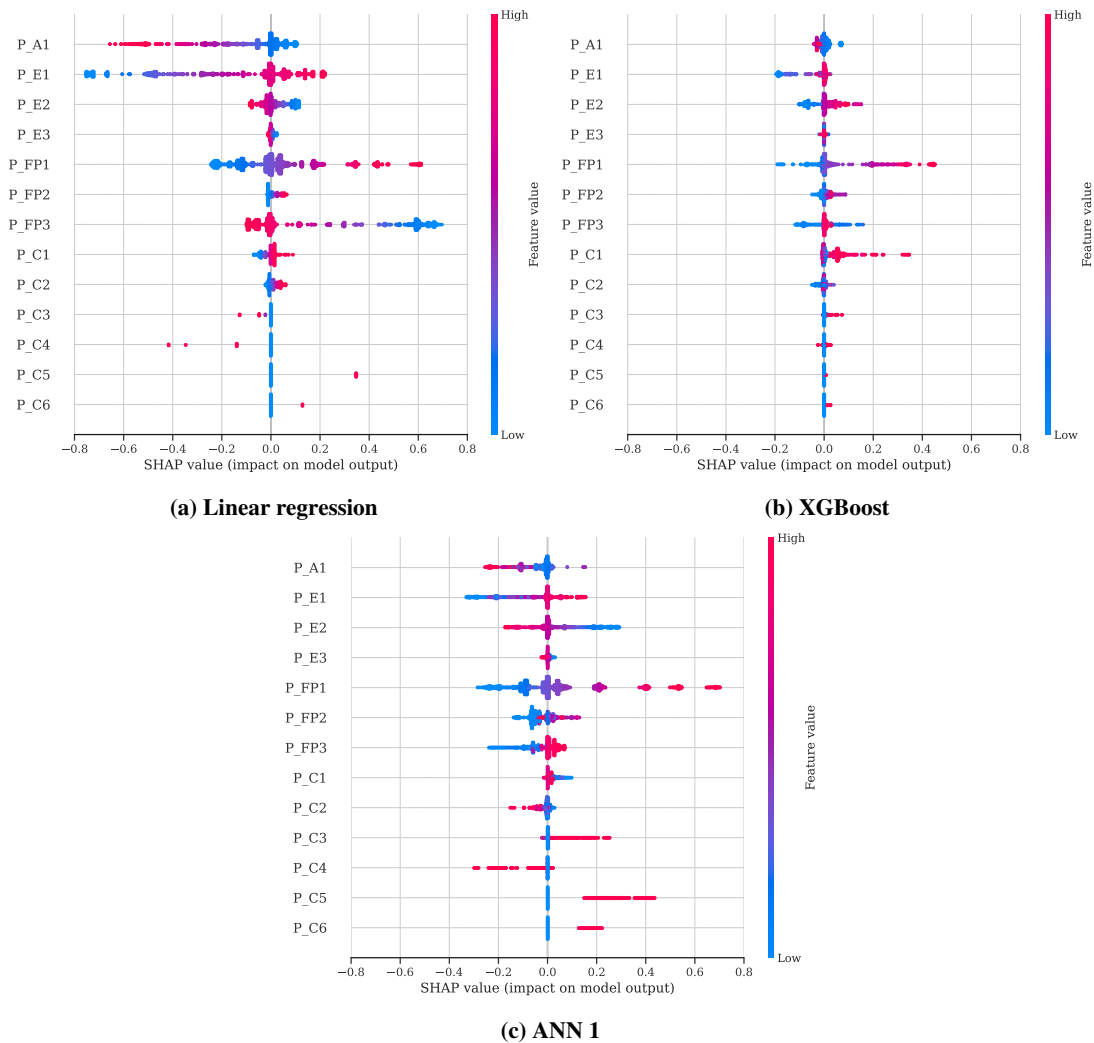 High
P_A1
P_E1
P_E2
P_E3
P_FP1
P_FP2
P_FP3
P_C1
P_C2
P_C3
P_C4
P_C5
P_C6
Feature value
Low
−0.8 −0.6 −0.4 −0.2 0.0 0.2 0.4 0.6 0.8
SHAP value (impact on model output)
(a) Linear regression
High
P_A1
P_E1
P_E2
P_E3
P_FP1
P_FP2
P_FP3
P_C1
P_C2
P_C3
P_C4
P_C5
P_C6
Feature value
Low
−0.8 −0.6 −0.4 −0.2 0.0 0.2 0.4 0.6 0.8
SHAP value (impact on model output)
(b) XGBoost
High
P_A1
P_E1
P_E2
P_E3
P_FP1
P_FP2
P_FP3
P_C1
P_C2
P_C3
P_C4
P_C5
P_C6
Feature value
Low
−0.8 −0.6 −0.4 −0.2 0.0 0.2 0.4 0.6 0.8
SHAP value (impact on model output)
(c) ANN 1